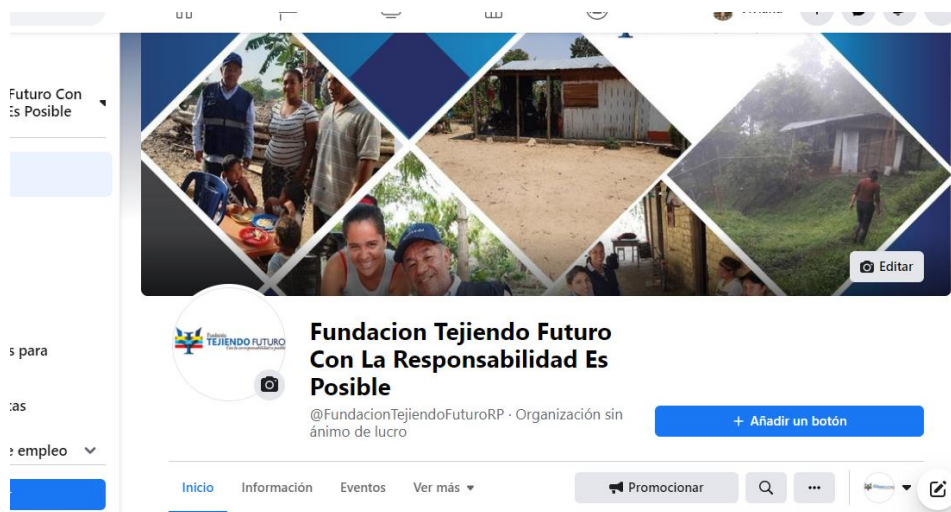 Futuro Con
Es Posible
Editar
Fundación
TEJIENDO FUTURO
Fundacion Tejiendo Futuro
Con La Responsabilidad Es
Posible
@FundacionTejiendoFuturoRP · Organización sin
ánimo de lucro
+ Añadir un botón
s para
tas
e empleo
Inicio Información Eventos Ver más
Promocionar